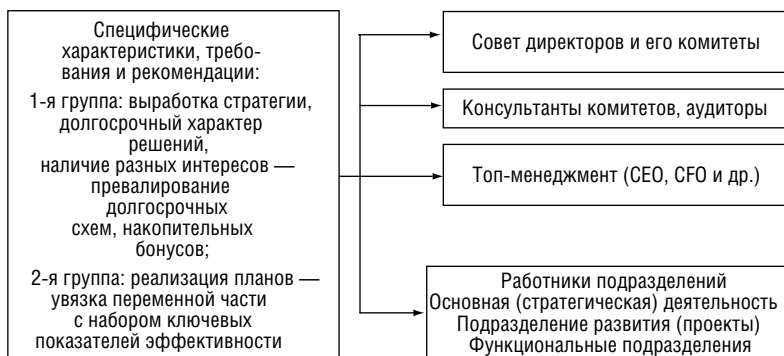 Специфические
характеристики, требо-
вания и рекомендации:
1-я группа: выработка стратегии,
долгосрочный характер
решений,
наличие разных интересов —
превалирование
долгосрочных
схем, накопительных
бонусов;
2-я группа: реализация планов —
увязка переменной части
с набором ключевых
показателей эффективности
Совет директоров и его комитеты
Консультанты комитетов, аудиторы
Топ-менеджмент (CEO, CFO и др.)
Работники подразделений
Основная (стратегическая) деятельность
Подразделение развития (проекты)
Функциональные подразделения